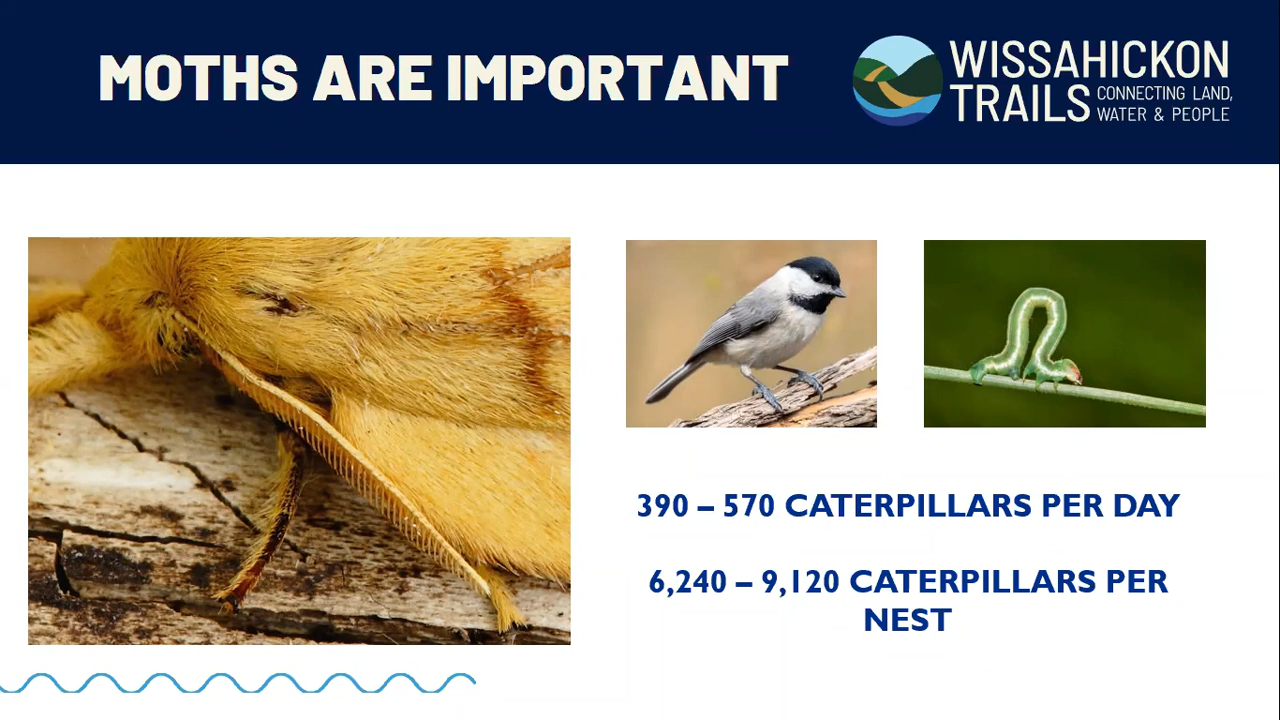 MOTHS ARE IMPORTANT
WISSAHICKON
TRAILS CONNECTING LAND,
WATER & PEOPLE
390 – 570 CATERPILLARS PER DAY
6,240 – 9,120 CATERPILLARS PER
NEST